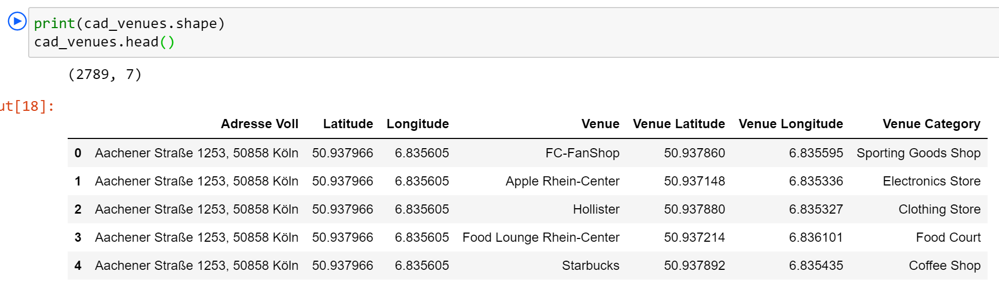 print(cad_venues.shape)
cad_venues.head()
(2789, 7)
ut[18]:
Adresse Voll Latitude Longitude Venue Venue Latitude Venue Longitude Venue Category
0 Aachener Straße 1253, 50858 Köln 50.937966 6.835605 FC-FanShop 50.937860 6.835595 Sporting Goods Shop
1 Aachener Straße 1253, 50858 Köln 50.937966 6.835605 Apple Rhein-Center 50.937148 6.835336 Electronics Store
2 Aachener Straße 1253, 50858 Köln 50.937966 6.835605 Hollister 50.937880 6.835327 Clothing Store
3 Aachener Straße 1253, 50858 Köln 50.937966 6.835605 Food Lounge Rhein-Center 50.937214 6.836101 Food Court
4 Aachener Straße 1253, 50858 Köln 50.937966 6.835605 Starbucks 50.937892 6.835435 Coffee Shop